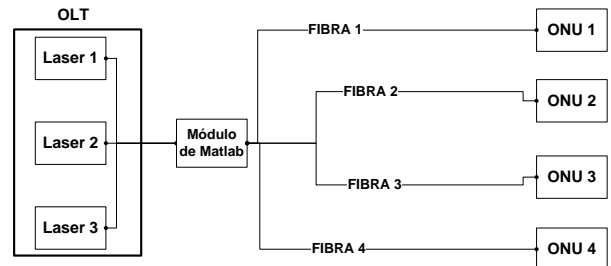 OLT
Laser 1
Laser 2
Laser 3
Módulo
de Matlab
FIBRA 1
FIBRA 2
FIBRA 3
FIBRA 4
ONU 1
ONU 2
ONU 3
ONU 4